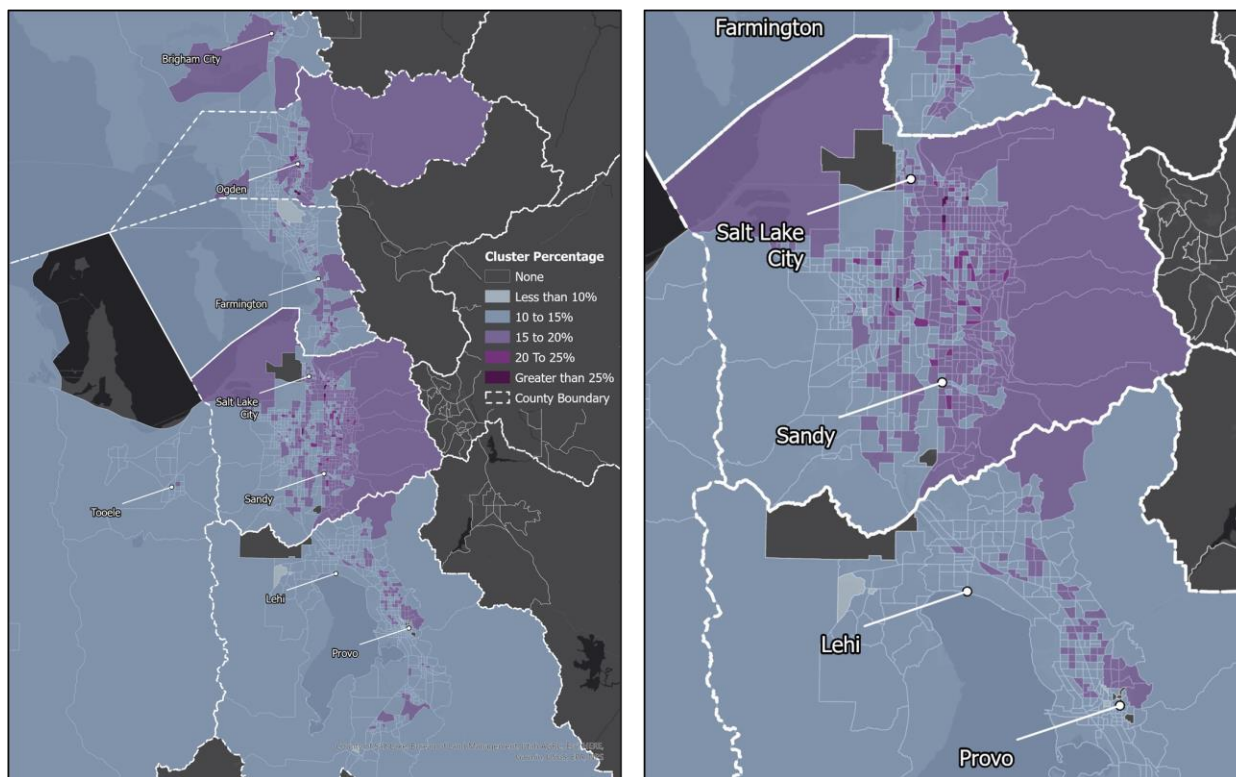 Brigham City
Ogden
Cluster Percentage
None
Less than 10%
10 to 15%
15 to 20%
20 To 25%
Greater than 25%
County Boundary
Farmington
Salt Lake
City
Tooele
Sandy
Lehi
Provo
Farmington
Salt Lake
City
Sandy
Lehi
Provo